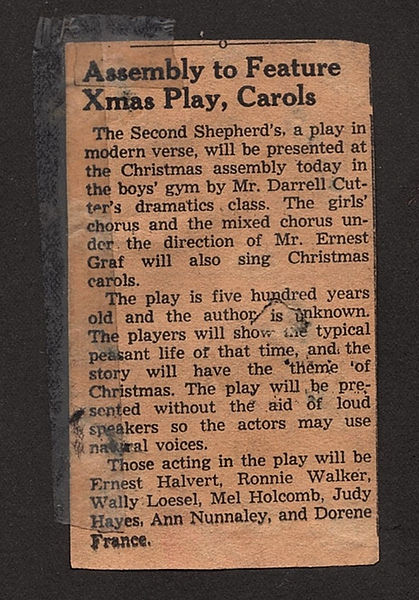 Assembly to Feature
Xmas Play, Carols
The Second Shepherd's, a play in
modern verse, will be presented at
the Christmas assembly today in
the boys' gym by Mr. Darrell Cut-
ter's dramatics class. The girls'
chorus and the mixed chorus un-
der the direction of Mr. Ernest
Graf will also sing Christmas
carols.
The play is five hundred years
old and the author is unknown.
The players will show the typical
peasant life of that time, and the
story will have the theme of
Christmas. The play will be pre-
sented without the aid of loud
speakers so the actors may use
natural voices.
Those acting in the play will be
Ernest Halvert, Ronnie Walker,
Wally Loesel, Mel Holcomb, Judy
Hayes, Ann Nunnaley, and Dorene
France.